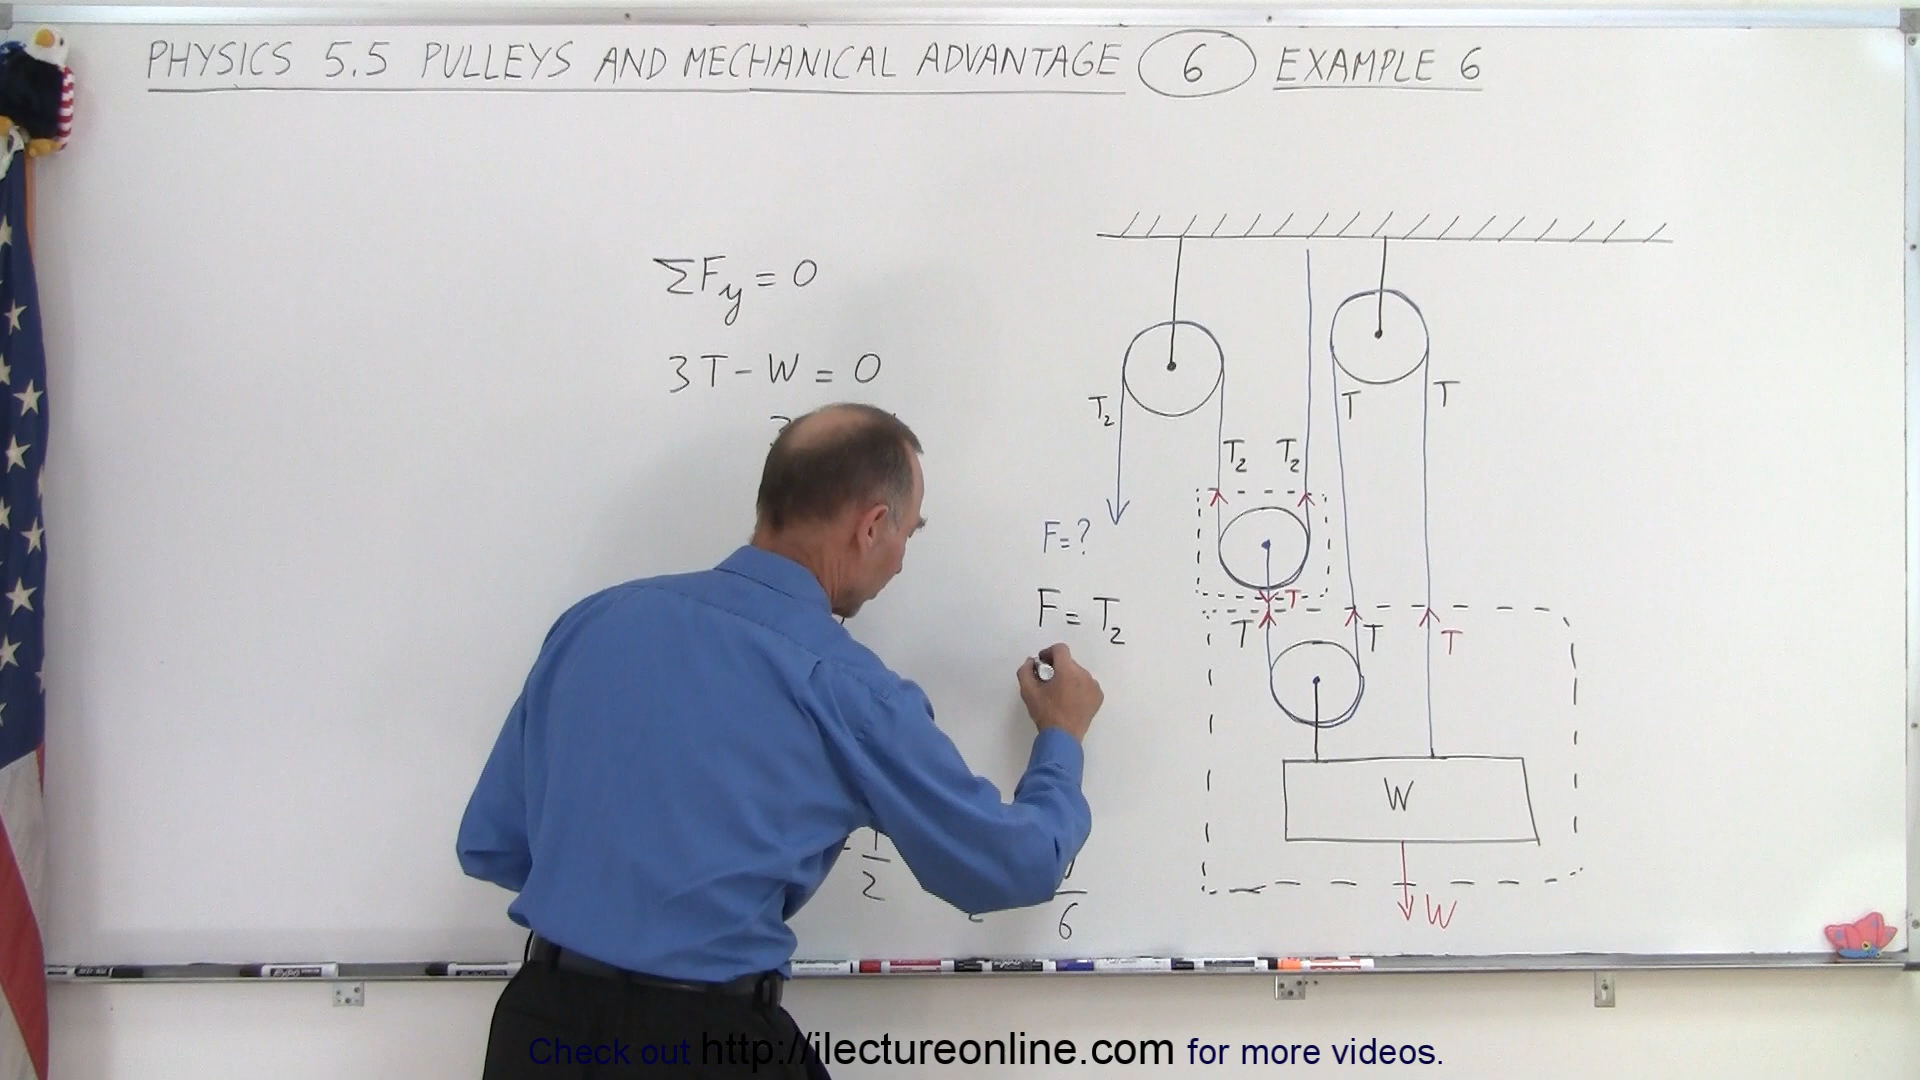 PHYSICS 5.5 PULLEYS AND MECHANICAL ADVANTAGE 6 EXAMPLE 6
ΣFy = 0
3T - W = 0
T2
T2
T2
T
T
F = ?
F = T2
T
T
T
T
W
W
2
6
Check out http://ilectureonline.com for more videos.